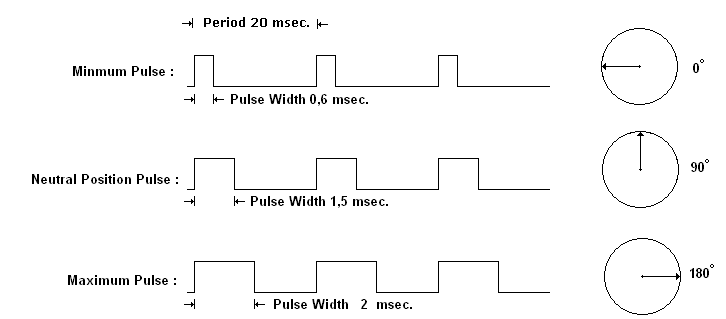 Period 20 msec.
Minmum Pulse :
0°
Pulse Width 0,6 msec.
Neutral Position Pulse :
90°
Pulse Width 1,5 msec.
Maximum Pulse :
180°
Pulse Width 2 msec.